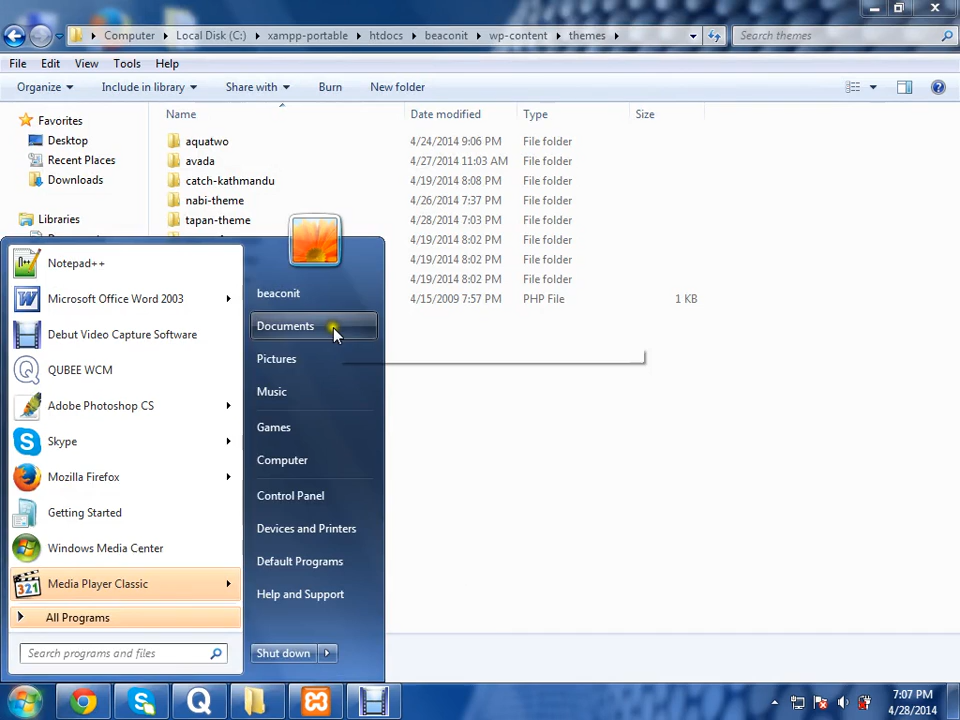 Computer Local Disk (C:) xampp-portable htdocs beaconit wp-content themes
Search themes
File Edit View Tools Help
Organize Include in library Share with Burn New folder
Name Date modified Type Size
Favorites
Desktop
Recent Places
Downloads
Libraries
aquatwo 4/24/2014 9:06 PM File folder
avada 4/27/2014 11:03 AM File folder
catch-kathmandu 4/19/2014 8:08 PM File folder
nabi-theme 4/26/2014 7:37 PM File folder
tapan-theme 4/28/2014 7:03 PM File folder
4/19/2014 8:02 PM File folder
4/19/2014 8:02 PM File folder
4/19/2014 8:02 PM File folder
4/15/2009 7:57 PM PHP File 1 KB
Notepad++
Microsoft Office Word 2003
Debut Video Capture Software
QUBEE WCM
Adobe Photoshop CS
Skype
Mozilla Firefox
Getting Started
Windows Media Center
Media Player Classic
All Programs
Search programs and files
beaconit
Documents
Pictures
Music
Games
Computer
Control Panel
Devices and Printers
Default Programs
Help and Support
Shut down
7:07 PM
4/28/2014